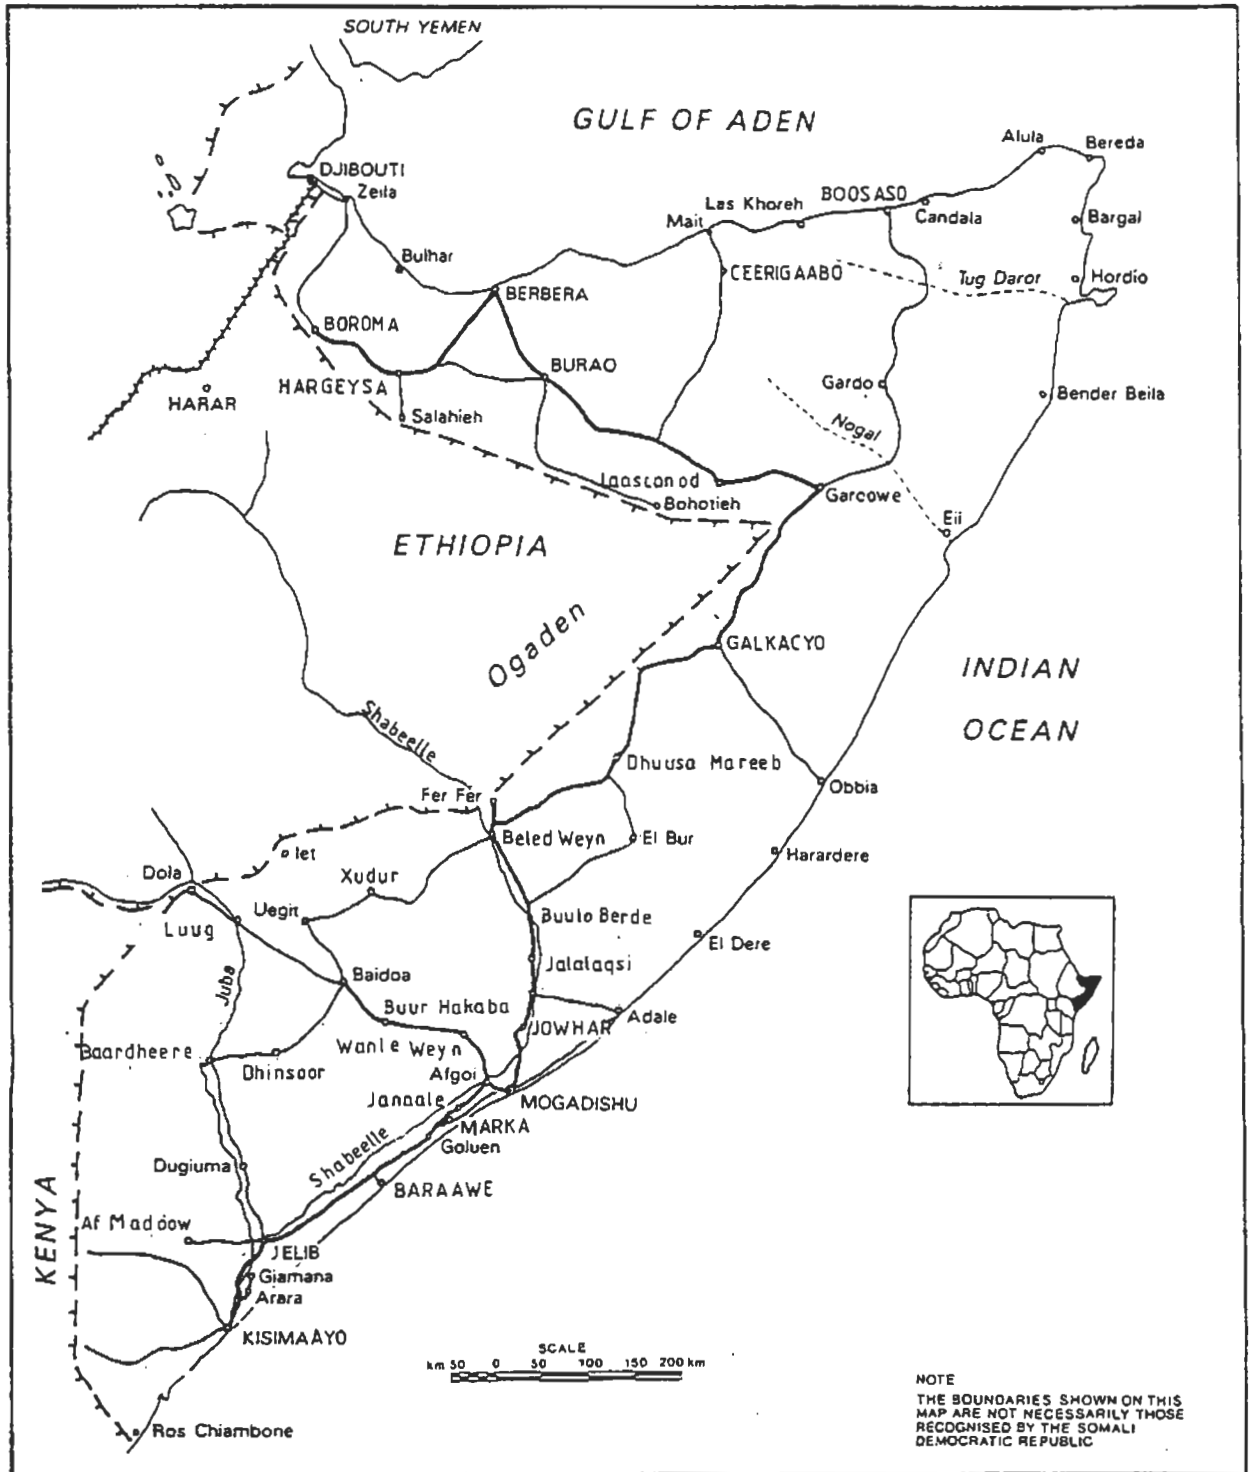 SOUTH YEMEN
GULF OF ADEN
Alula
Bereda
DJIBOUTI
Zeila
Las Khoreh
BOOSASO
Mait
Candala
Bargal
Bulhar
CEERIGAABO
Tug Daror
Hordio
BERBERA
BOROMA
BURAO
HARGEYSA
Gardo
Bender Beila
HARAR
Salahieh
Nogal
Laasconod
Bohotleh
Garcowe
Eil
ETHIOPIA
Ogaden
GALKACYO
INDIAN
OCEAN
Shabeelle
Dhuusa Mareeb
Fer Fer
Obbia
Beled Weyn
El Bur
Iet
Harardere
Dola
Xudur
Uegit
Buulo Berde
Luug
El Dere
Jalalaqsi
Juba
Baidoa
Buur Hakaba
JOWHAR
Adale
Wanle Weyn
Baardheere
Dhinsoor
Afgoi
Janaale
MOGADISHU
MARKA
Goluen
Shabeelle
Dugiuma
BARAAWE
KENYA
Af Madoow
JELIB
Giamana
Arara
KISIMAAYO
SCALE
km 50 0 50 100 150 200 km
Ros Chiambone
NOTE
THE BOUNDARIES SHOWN ON THIS
MAP ARE NOT NECESSARILY THOSE
RECOGNISED BY THE SOMALI
DEMOCRATIC REPUBLIC